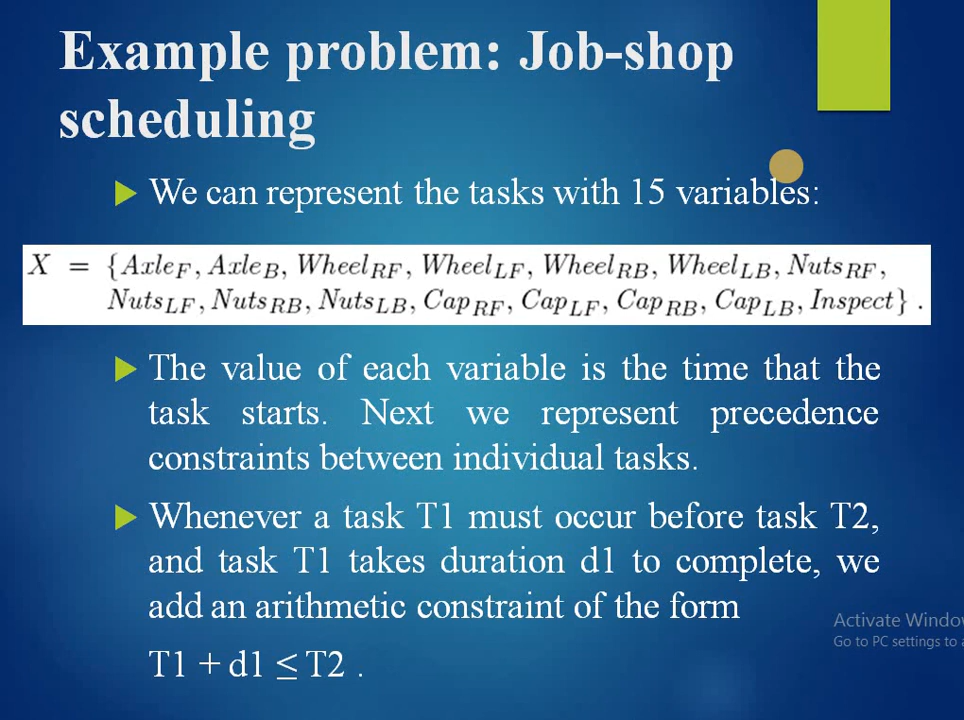 Example problem: Job-shop
scheduling
We can represent the tasks with 15 variables:
X = {Axle_F, Axle_B, Wheel_RF, Wheel_LF, Wheel_RB, Wheel_LB, Nuts_RF,
Nuts_LF, Nuts_RB, Nuts_LB, Cap_RF, Cap_LF, Cap_RB, Cap_LB, Inspect} .
The value of each variable is the time that the
task starts. Next we represent precedence
constraints between individual tasks.
Whenever a task T1 must occur before task T2,
and task T1 takes duration d1 to complete, we
add an arithmetic constraint of the form
T1 + d1 ≤ T2 .
Activate Windo
Go to PC settings to a